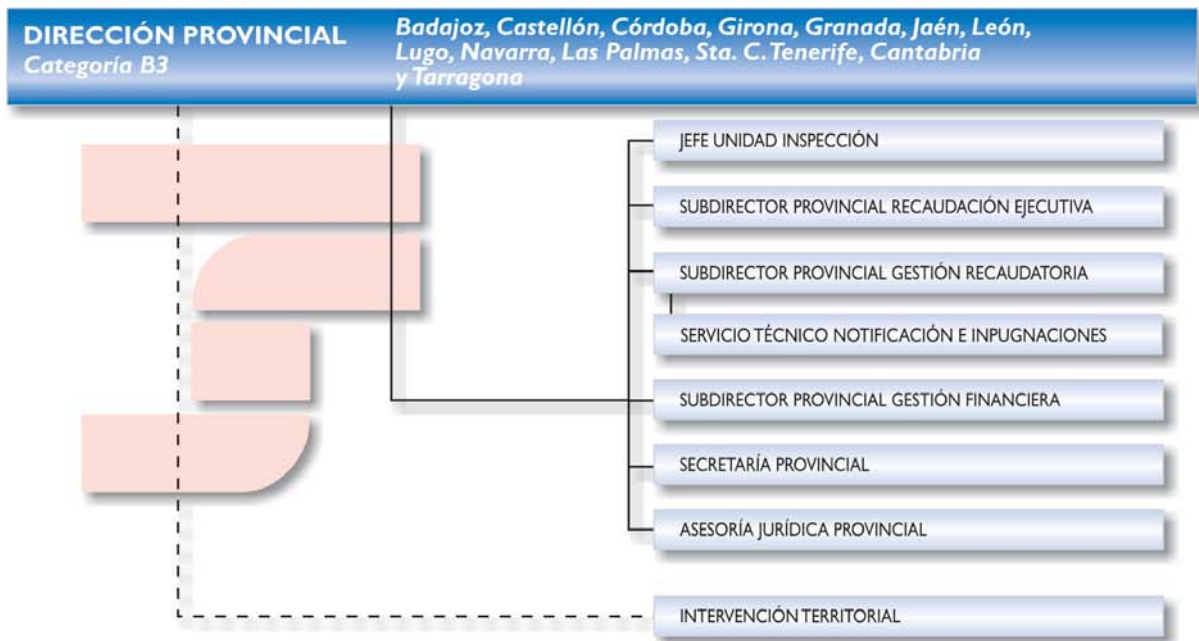 DIRECCIÓN PROVINCIAL
Categoría B3
Badajoz, Castellón, Córdoba, Girona, Granada, Jaén, León,
Lugo, Navarra, Las Palmas, Sta. C. Tenerife, Cantabria
y Tarragona
JEFE UNIDAD INSPECCIÓN
SUBDIRECTOR PROVINCIAL RECAUDACIÓN EJECUTIVA
SUBDIRECTOR PROVINCIAL GESTIÓN RECAUDATORIA
SERVICIO TÉCNICO NOTIFICACIÓN E INPUGNACIONES
SUBDIRECTOR PROVINCIAL GESTIÓN FINANCIERA
SECRETARÍA PROVINCIAL
ASESORÍA JURÍDICA PROVINCIAL
INTERVENCIÓN TERRITORIAL